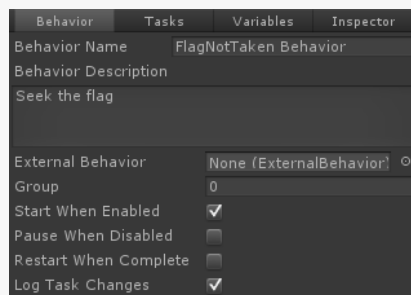 Behavior Tasks Variables Inspector
Behavior Name FlagNotTaken Behavior
Behavior Description
Seek the flag
External Behavior None (ExternalBehavior)
Group 0
Start When Enabled
Pause When Disabled
Restart When Complete
Log Task Changes